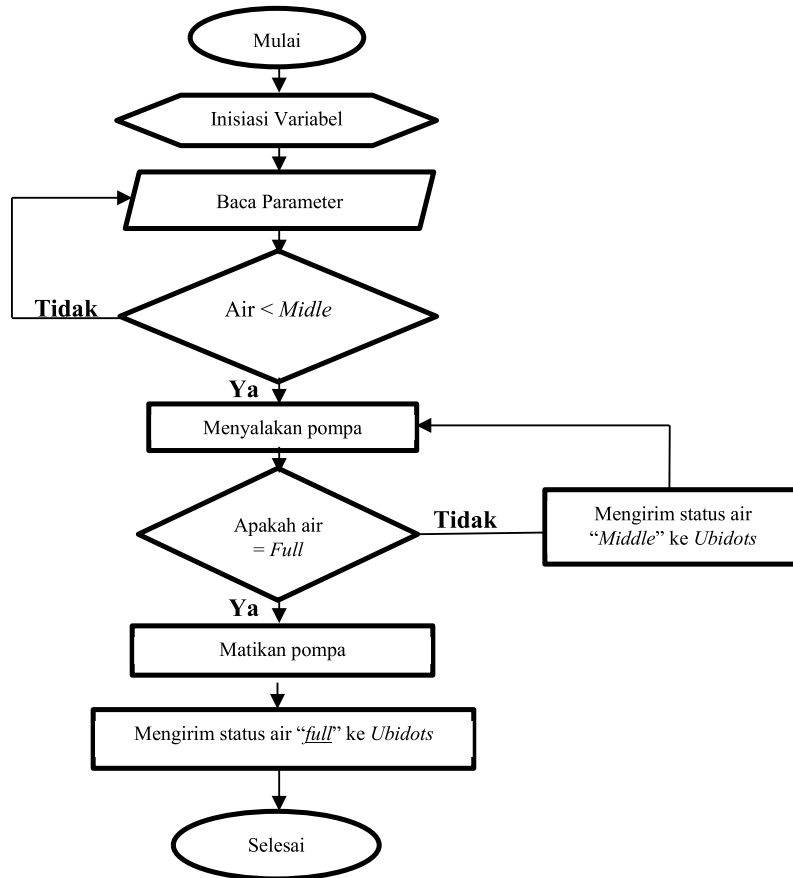 Mulai
Inisiasi Variabel
Baca Parameter
Air < Midle
Tidak
Ya
Menyalakan pompa
Apakah air
= Full
Tidak
Mengirim status air
“Middle” ke Ubidots
Ya
Matikan pompa
Mengirim status air “full” ke Ubidots
Selesai